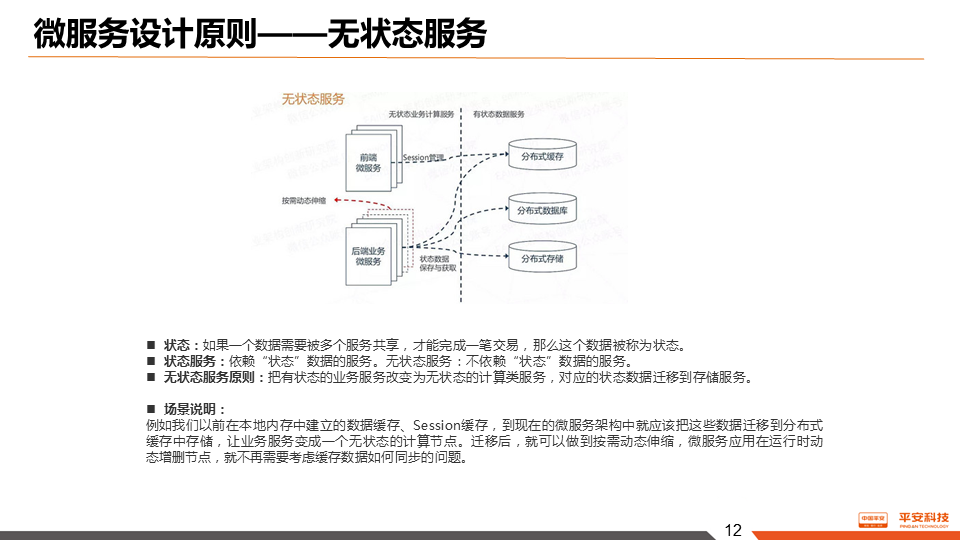 微服务设计原则——无状态服务
无状态服务
无状态业务计算服务
有状态数据服务
前端
微服务
Session管理
分布式缓存
按需动态伸缩
分布式数据库
后端业务
微服务
状态数据
保存与获取
分布式存储
■ 状态：如果一个数据需要被多个服务共享，才能完成一笔交易，那么这个数据被称为状态。
■ 状态服务：依赖“状态”数据的服务。无状态服务：不依赖“状态”数据的服务。
■ 无状态服务原则：把有状态的业务服务改变为无状态的计算类服务，对应的状态数据迁移到存储服务。
■ 场景说明：
例如我们以前在本地内存中建立的数据缓存、Session缓存，到现在的微服务架构中就应该把这些数据迁移到分布式
缓存中存储，让业务服务变成一个无状态的计算节点。迁移后，就可以做到按需动态伸缩，微服务应用在运行时动
态增删节点，就不再需要考虑缓存数据如何同步的问题。
12
中国平安
平安科技
PINGAN TECHNOLOGY